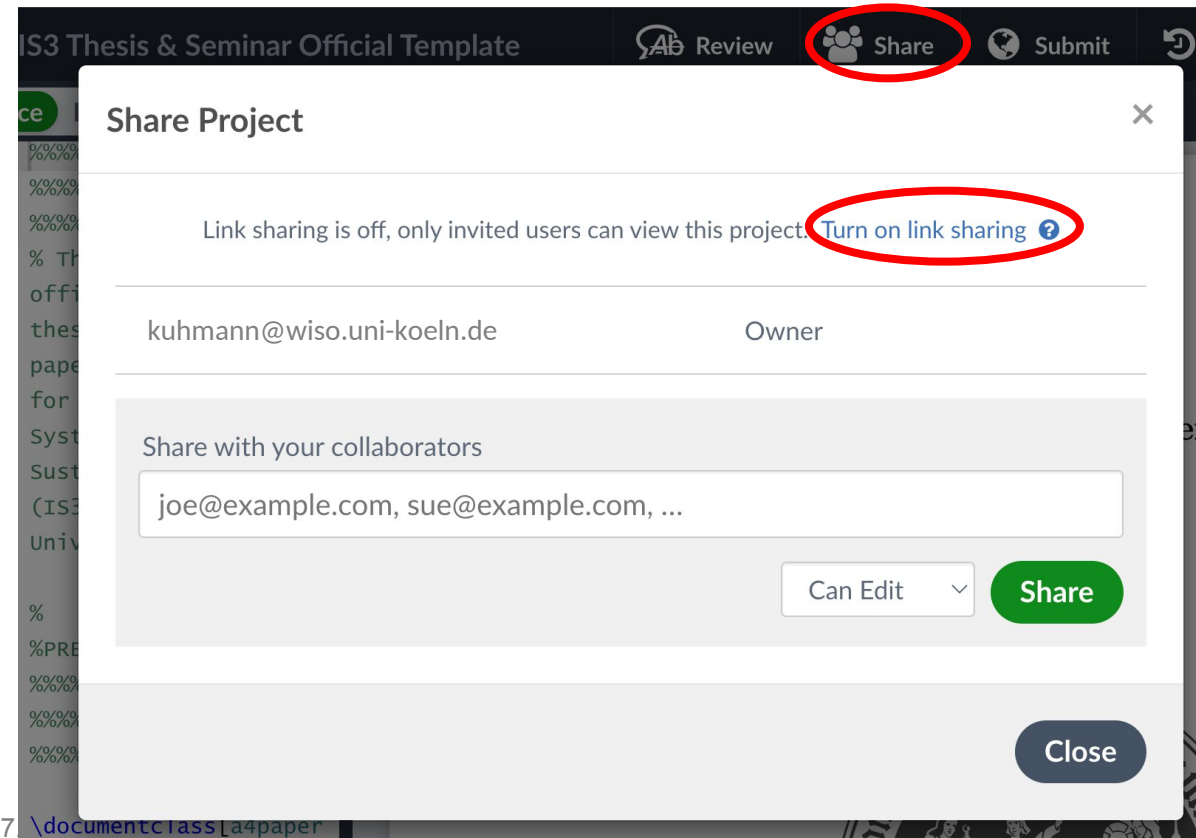 IS3 Thesis & Seminar Official Template Review Share Submit
ce
Share Project ×
%%%%
%%%%
Link sharing is off, only invited users can view this project. Turn on link sharing ?
%%%%
% Th
offi
thes kuhmann@wiso.uni-koeln.de Owner
pape
for
Syst Share with your collaborators
Sust
(IS3 joe@example.com, sue@example.com, ...
Univ
Can Edit Share
%
%PRE
%%%%
%%%%
%%%% Close
7. \documentclass[a4paper